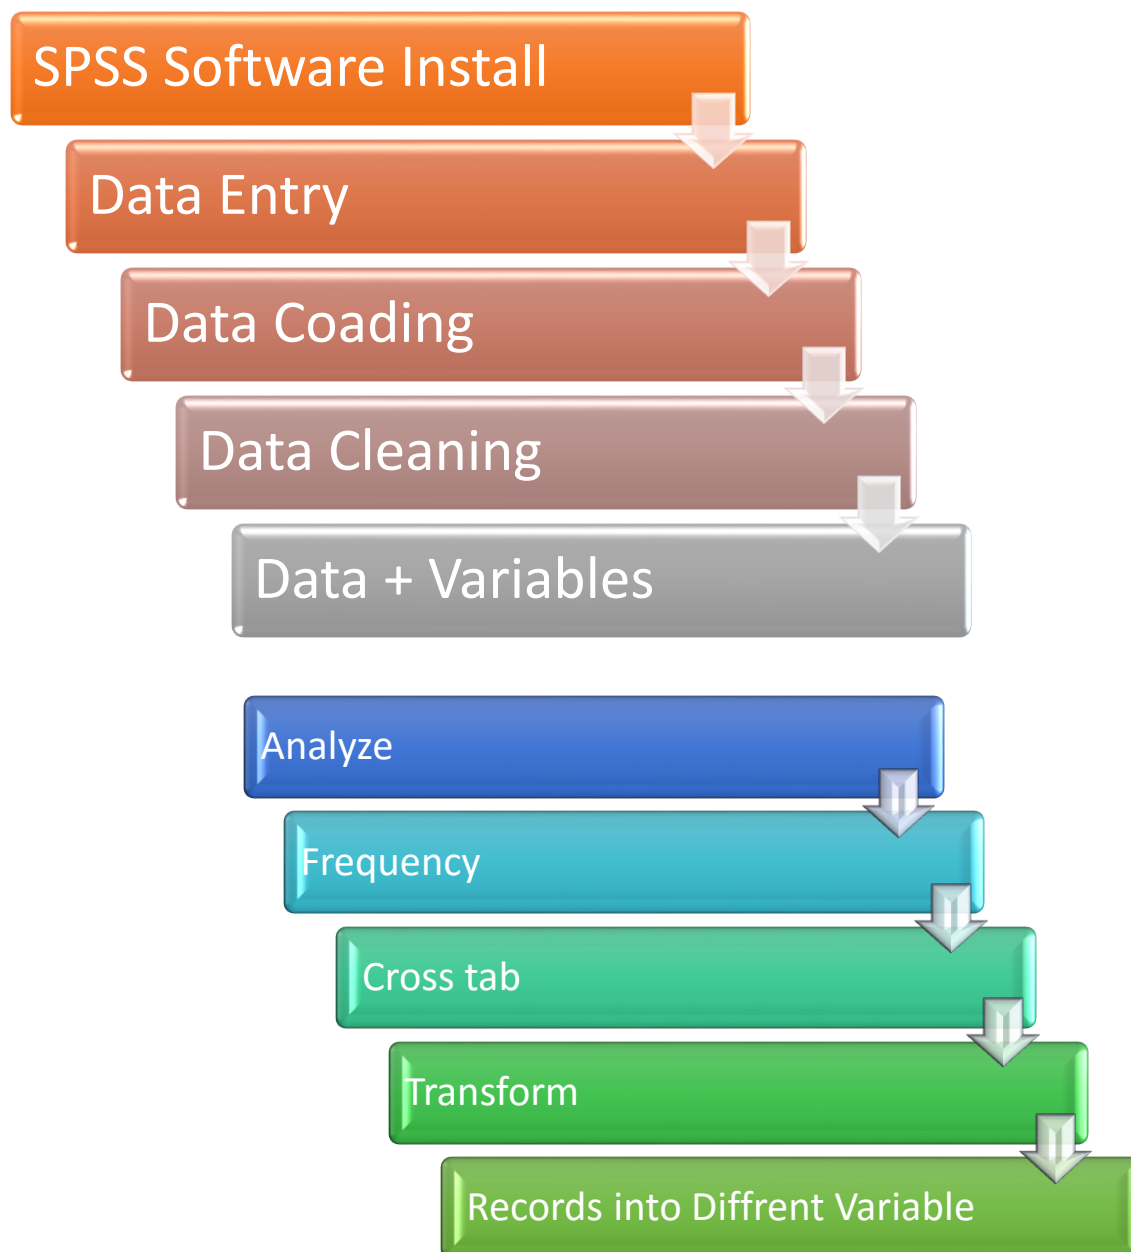 SPSS Software Install
Data Entry
Data Coading
Data Cleaning
Data + Variables
Analyze
Frequency
Cross tab
Transform
Records into Diffrent Variable